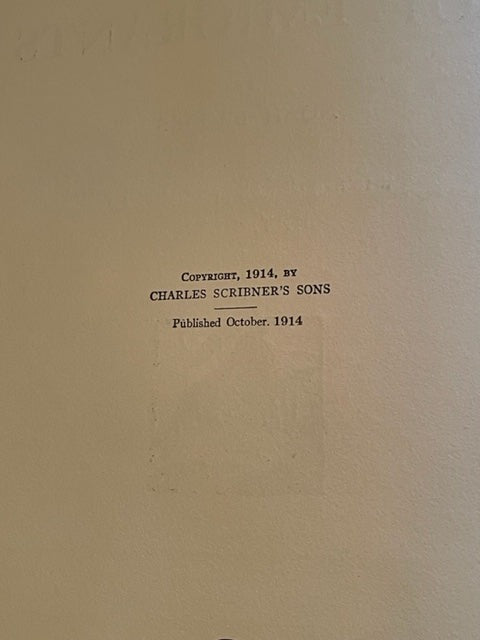 COPYRIGHT, 1914, BY
CHARLES SCRIBNER'S SONS
Published October, 1914